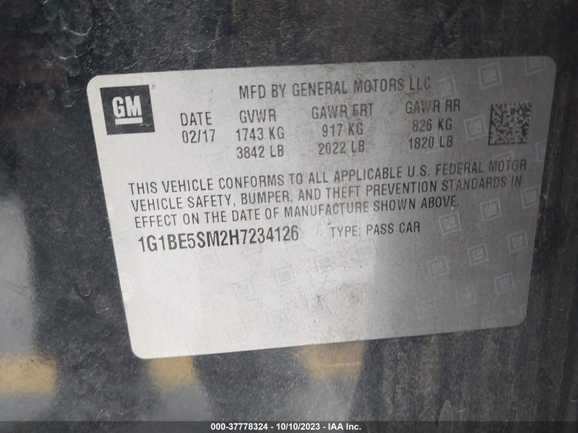 MFD BY GENERAL MOTORS LLC
GM
DATE GVWR GAWR FRT GAWR RR
02/17 1743 KG 917 KG 826 KG
3842 LB 2022 LB 1820 LB
THIS VEHICLE CONFORMS TO ALL APPLICABLE U.S. FEDERAL MOTOR
VEHICLE SAFETY, BUMPER, AND THEFT PREVENTION STANDARDS IN
EFFECT ON THE DATE OF MANUFACTURE SHOWN ABOVE.
1G1BE5SM2H7234126 TYPE: PASS CAR
000-37778324 - 10/10/2023 - IAA Inc.